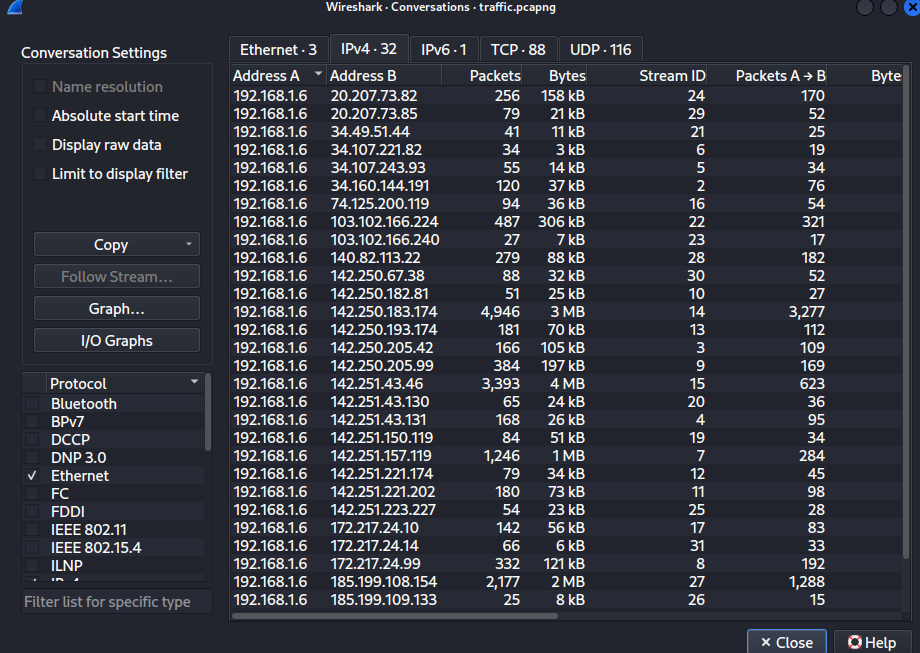 Wireshark · Conversations · traffic.pcapng
Conversation Settings
Name resolution
Absolute start time
Display raw data
Limit to display filter
Copy
Follow Stream…
Graph…
I/O Graphs
Protocol
Bluetooth
BPv7
DCCP
DNP 3.0
Ethernet
FC
FDDI
IEEE 802.11
IEEE 802.15.4
ILNP
Filter list for specific type
Ethernet · 3 IPv4 · 32 IPv6 · 1 TCP · 88 UDP · 116
Address A Address B Packets Bytes Stream ID Packets A → B Bytes
192.168.1.6 20.207.73.82 256 158 kB 24 170
192.168.1.6 20.207.73.85 79 21 kB 29 52
192.168.1.6 34.49.51.44 41 11 kB 21 25
192.168.1.6 34.107.221.82 34 3 kB 6 19
192.168.1.6 34.107.243.93 55 14 kB 5 34
192.168.1.6 34.160.144.191 120 37 kB 2 76
192.168.1.6 74.125.200.119 94 36 kB 16 54
192.168.1.6 103.102.166.224 487 306 kB 22 321
192.168.1.6 103.102.166.240 27 7 kB 23 17
192.168.1.6 140.82.113.22 279 88 kB 28 182
192.168.1.6 142.250.67.38 88 32 kB 30 52
192.168.1.6 142.250.182.81 51 25 kB 10 27
192.168.1.6 142.250.183.174 4,946 3 MB 14 3,277
192.168.1.6 142.250.193.174 181 70 kB 13 112
192.168.1.6 142.250.205.42 166 105 kB 3 109
192.168.1.6 142.250.205.99 384 197 kB 9 169
192.168.1.6 142.251.43.46 3,393 4 MB 15 623
192.168.1.6 142.251.43.130 65 24 kB 20 36
192.168.1.6 142.251.43.131 168 26 kB 4 95
192.168.1.6 142.251.150.119 84 51 kB 19 34
192.168.1.6 142.251.157.119 1,246 1 MB 7 284
192.168.1.6 142.251.221.174 79 34 kB 12 45
192.168.1.6 142.251.221.202 180 73 kB 11 98
192.168.1.6 142.251.223.227 54 23 kB 25 28
192.168.1.6 172.217.24.10 142 56 kB 17 83
192.168.1.6 172.217.24.14 66 6 kB 31 33
192.168.1.6 172.217.24.99 332 121 kB 8 192
192.168.1.6 185.199.108.154 2,177 2 MB 27 1,288
192.168.1.6 185.199.109.133 25 8 kB 26 15
Close Help